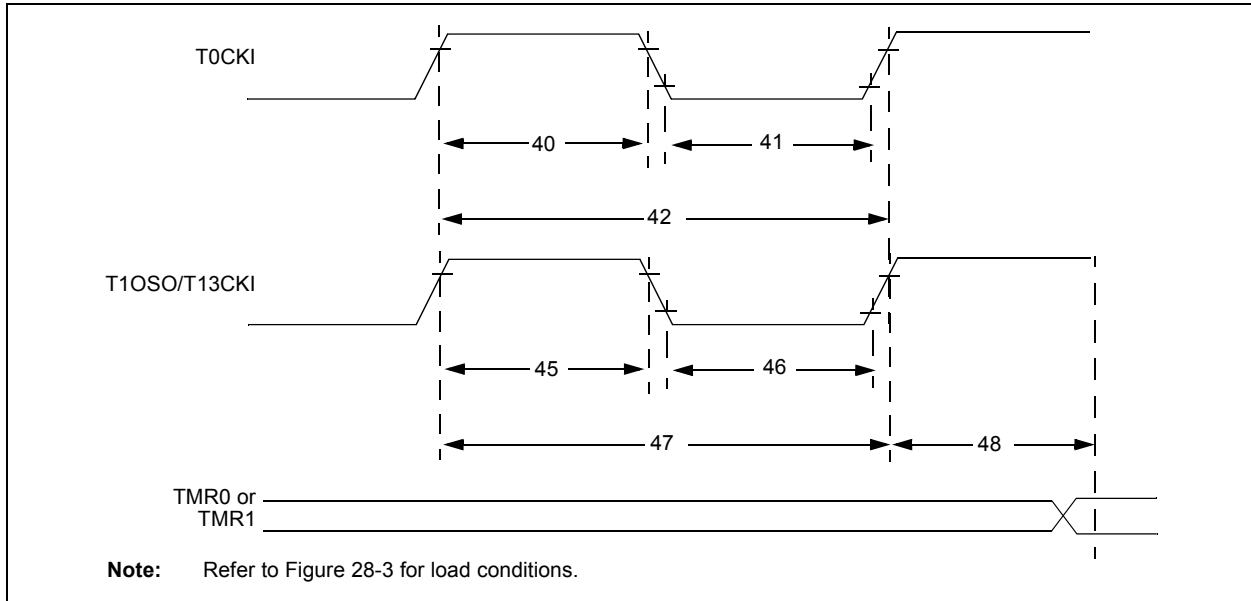 T0CKI
40
41
42
T1OSO/T13CKI
45
46
47
48
TMR0 or
TMR1
Note: Refer to Figure 28-3 for load conditions.